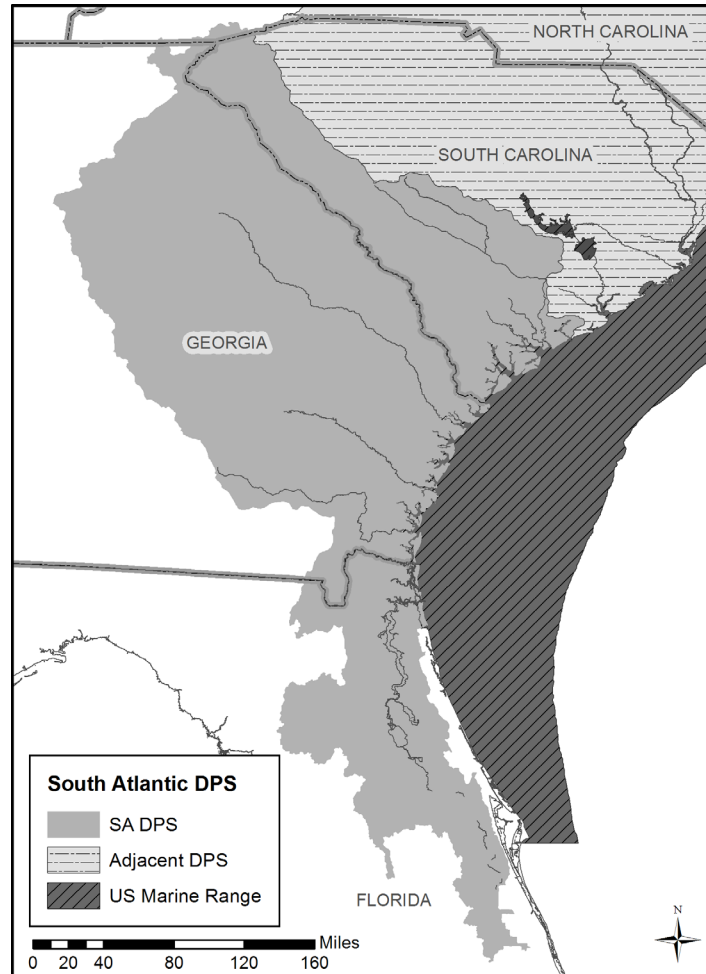 NORTH CAROLINA
SOUTH CAROLINA
GEORGIA
South Atlantic DPS
SA DPS
Adjacent DPS
US Marine Range
FLORIDA
N
Miles
0 20 40 80 120 160